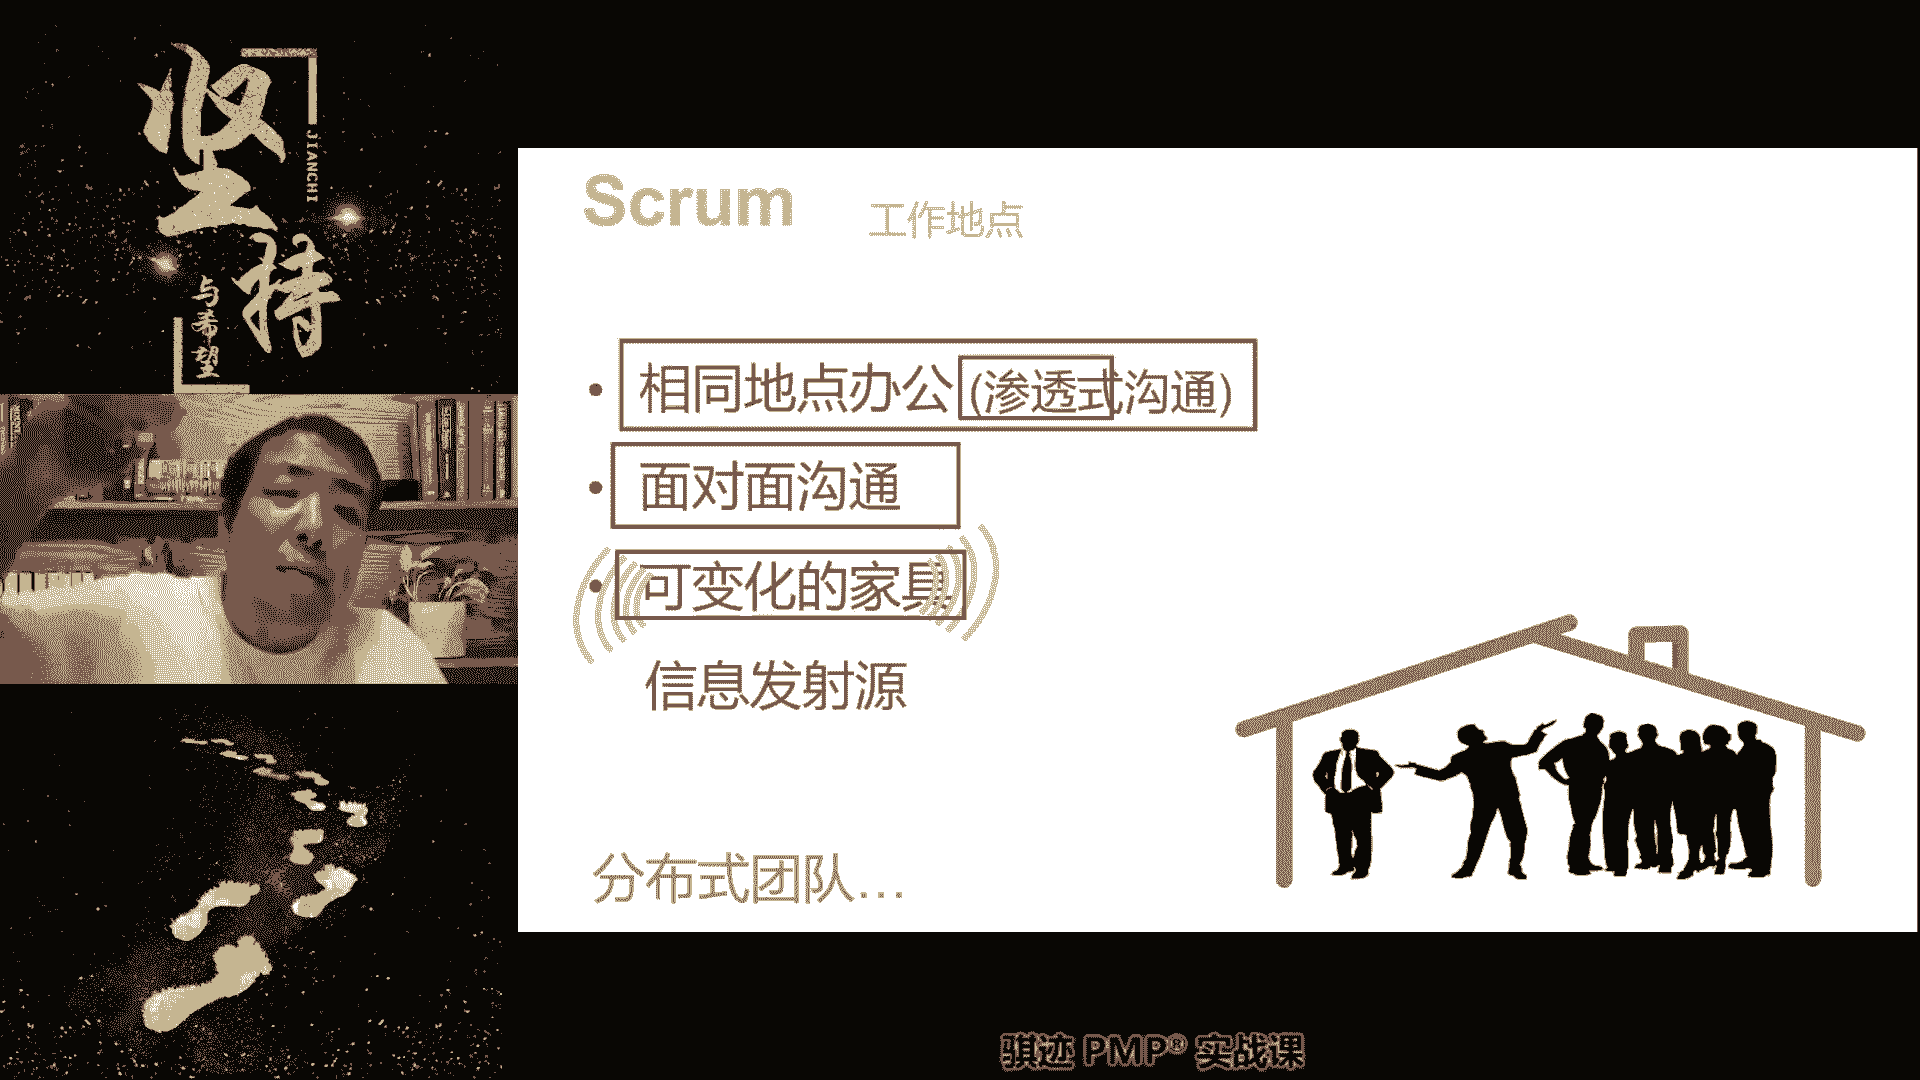 坚持
JIANCHI
与希望
Scrum 工作地点
• 相同地点办公(渗透式沟通)
• 面对面沟通
• 可变化的家具
信息发射源
分布式团队…
骐迹 PMP® 实战课